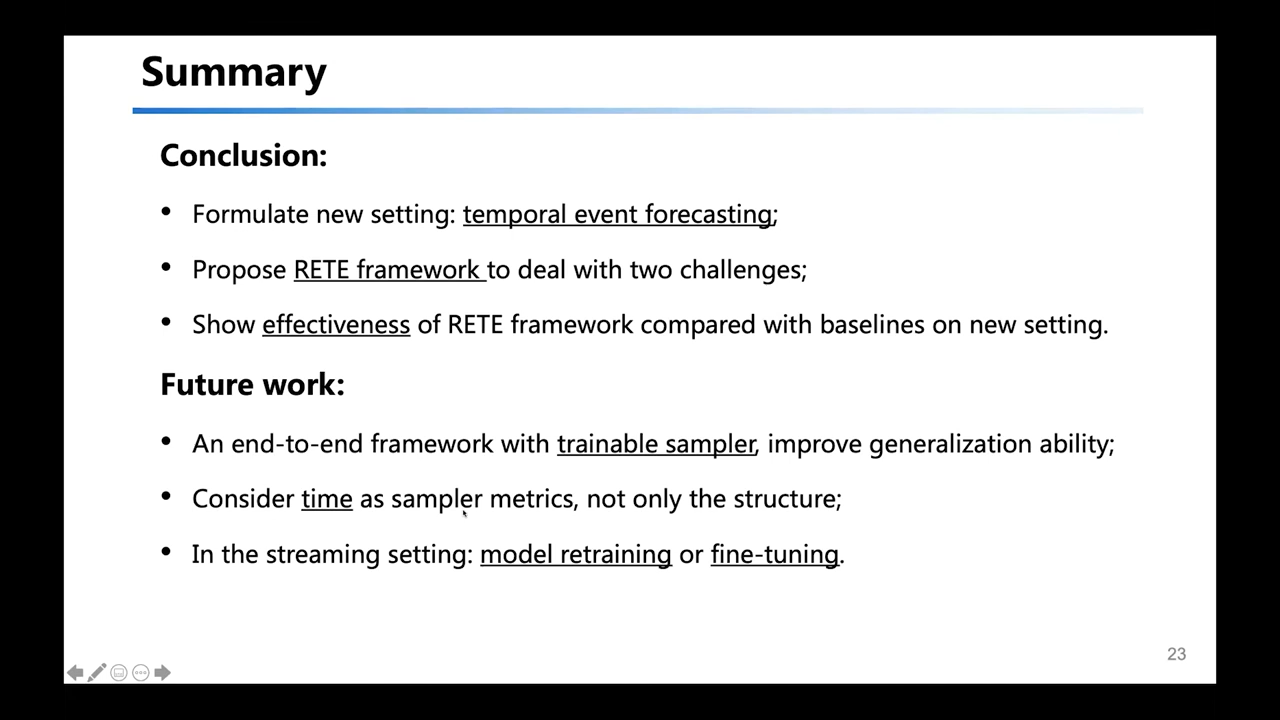 Summary
Conclusion:
• Formulate new setting: temporal event forecasting;
• Propose RETE framework to deal with two challenges;
• Show effectiveness of RETE framework compared with baselines on new setting.
Future work:
• An end-to-end framework with trainable sampler, improve generalization ability;
• Consider time as sampler metrics, not only the structure;
• In the streaming setting: model retraining or fine-tuning.
23